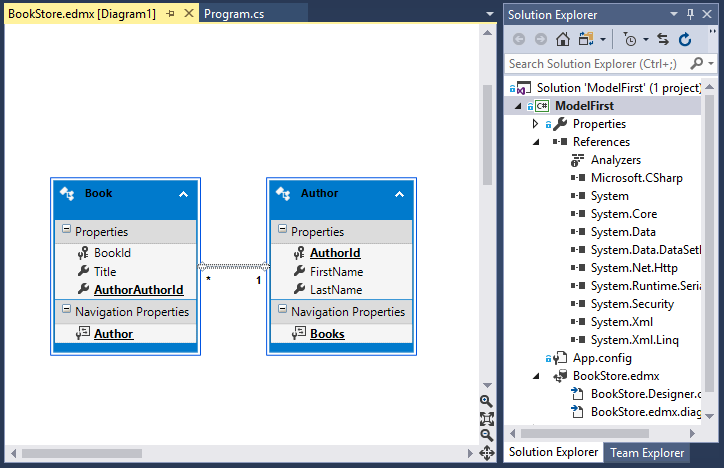 BookStore.edmx [Diagram1]
Program.cs
Book
Properties
BookId
Title
AuthorAuthorId
Navigation Properties
Author
*
1
Author
Properties
AuthorId
FirstName
LastName
Navigation Properties
Books
Solution Explorer
Search Solution Explorer (Ctrl+;)
Solution 'ModelFirst' (1 project)
C# ModelFirst
Properties
References
Analyzers
Microsoft.CSharp
System
System.Core
System.Data
System.Data.DataSet
System.Net.Http
System.Runtime.Seria
System.Security
System.Xml
System.Xml.Linq
App.config
BookStore.edmx
BookStore.Designer.c
BookStore.edmx.diag
Solution Explorer
Team Explorer